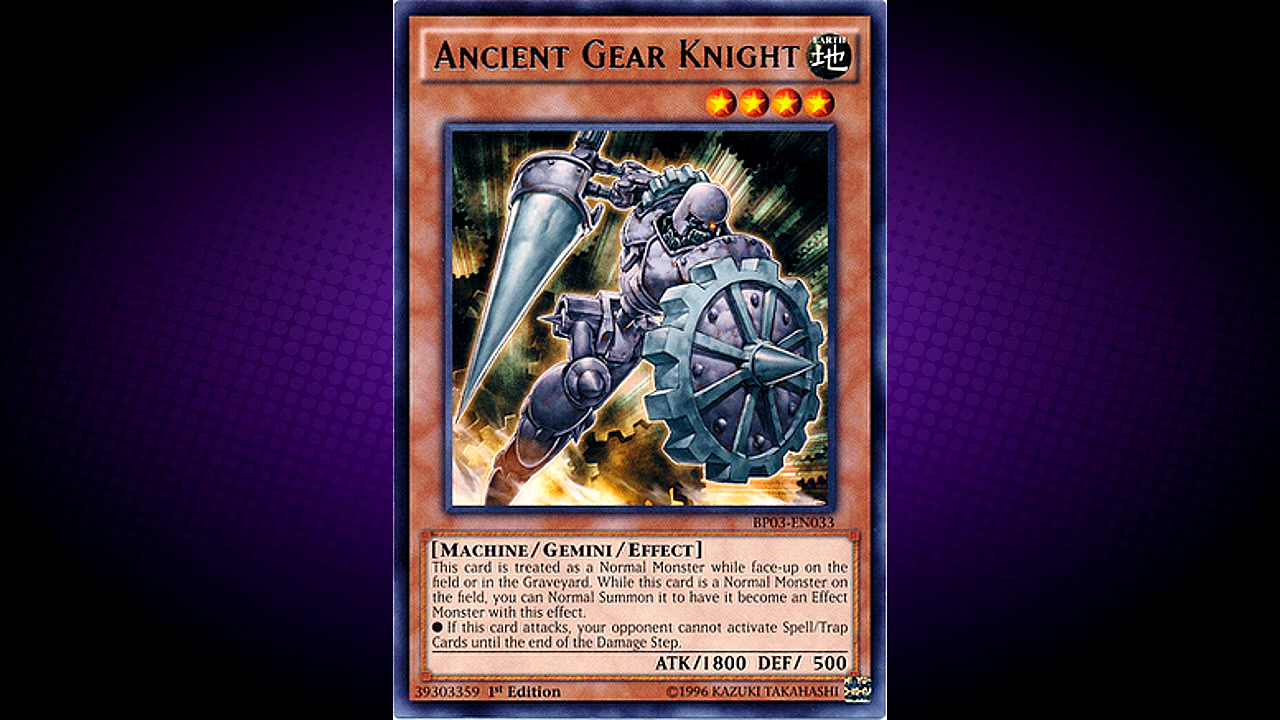 ANCIENT GEAR KNIGHT
EARTH
地
BP03-EN033
[MACHINE/GEMINI/EFFECT]
This card is treated as a Normal Monster while face-up on the
field or in the Graveyard. While this card is a Normal Monster on
the field, you can Normal Summon it to have it become an Effect
Monster with this effect.
● If this card attacks, your opponent cannot activate Spell/Trap
Cards until the end of the Damage Step.
ATK/1800 DEF/ 500
39303359 1st Edition ©1996 KAZUKI TAKAHASHI